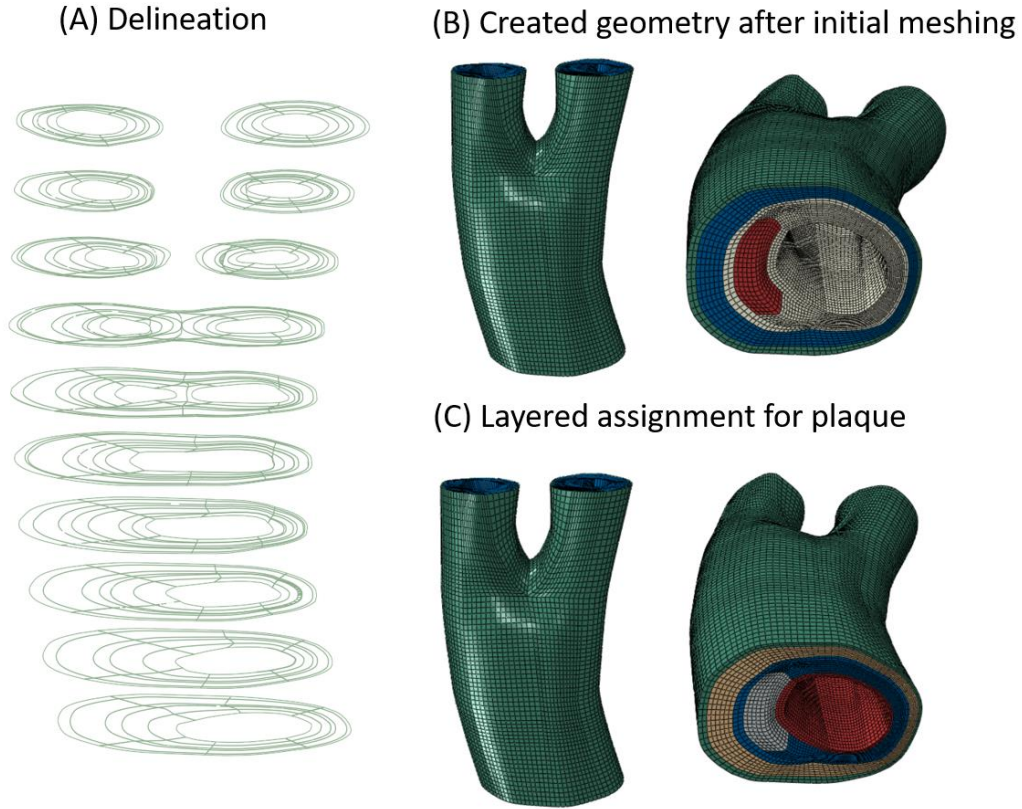 (A) Delineation
(B) Created geometry after initial meshing
(C) Layered assignment for plaque